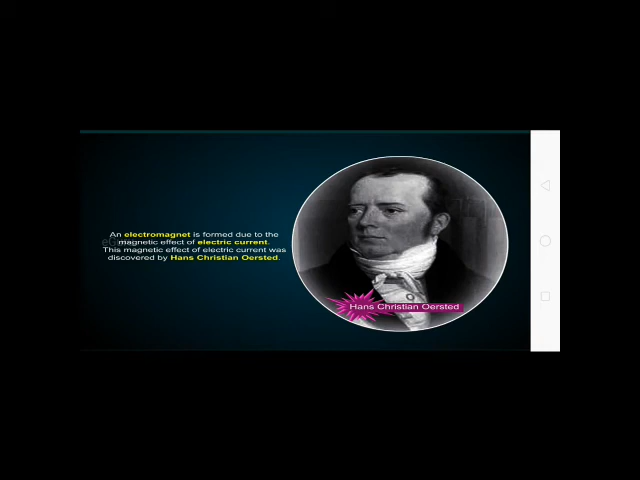 An electromagnet is formed due to the
magnetic effect of electric current.
This magnetic effect of electric current was
discovered by Hans Christian Oersted.
Hans Christian Oersted